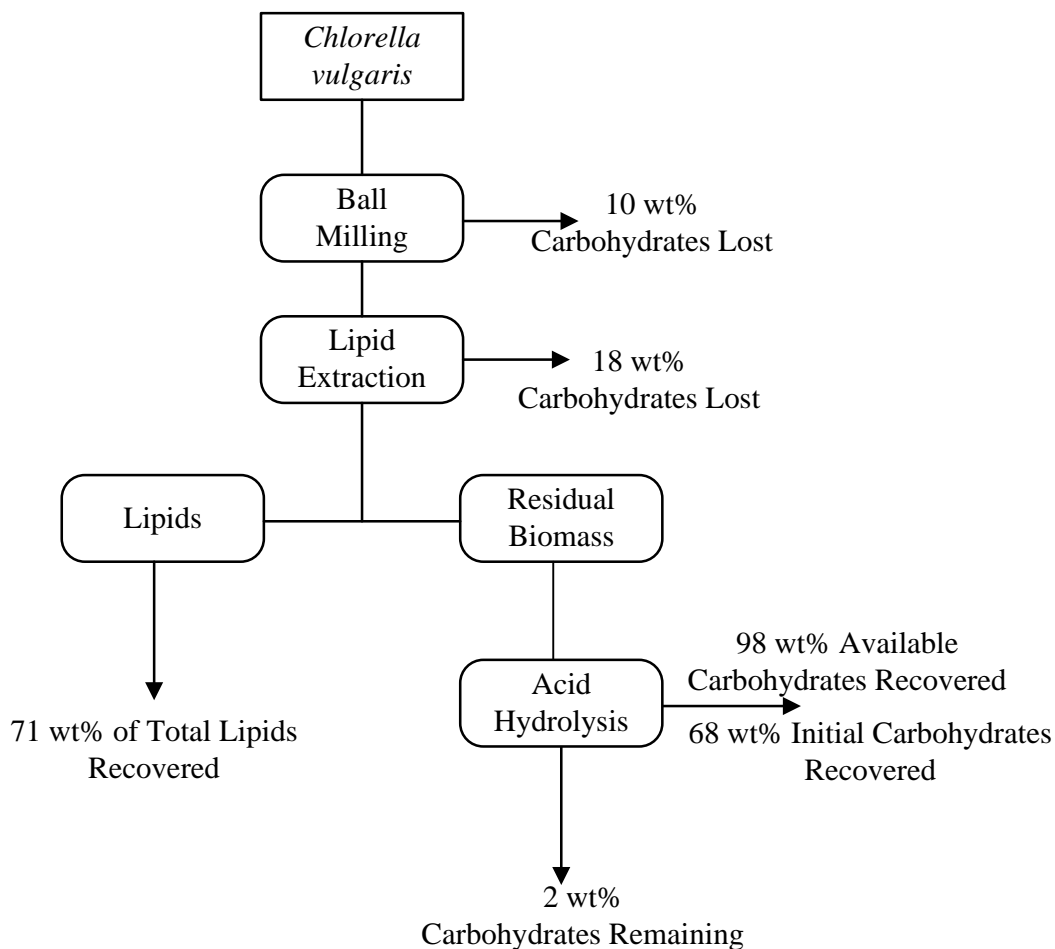 Chlorella
vulgaris
Ball
Milling
10 wt%
Carbohydrates Lost
Lipid
Extraction
18 wt%
Carbohydrates Lost
Lipids
Residual
Biomass
71 wt% of Total Lipids
Recovered
Acid
Hydrolysis
98 wt% Available
Carbohydrates Recovered
68 wt% Initial Carbohydrates
Recovered
2 wt%
Carbohydrates Remaining